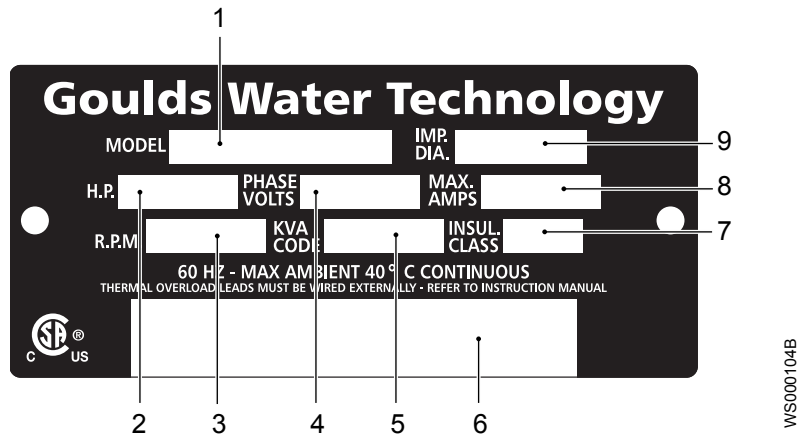 1
Goulds Water Technology
MODEL IMP. DIA. 9
H.P. PHASE VOLTS MAX. AMPS 8
R.P.M KVA CODE INSUL. CLASS 7
60 HZ - MAX AMBIENT 40° C CONTINUOUS
THERMAL OVERLOAD LEADS MUST BE WIRED EXTERNALLY - REFER TO INSTRUCTION MANUAL
CSA ®
C US
2 3 4 5 6
WS000104B